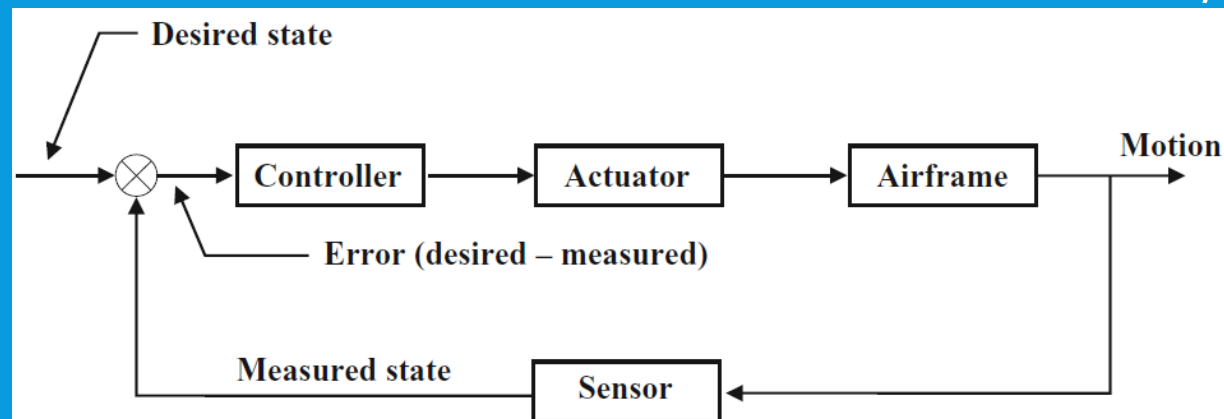 Desired state
Motion
Controller
Actuator
Airframe
Error (desired – measured)
Measured state
Sensor